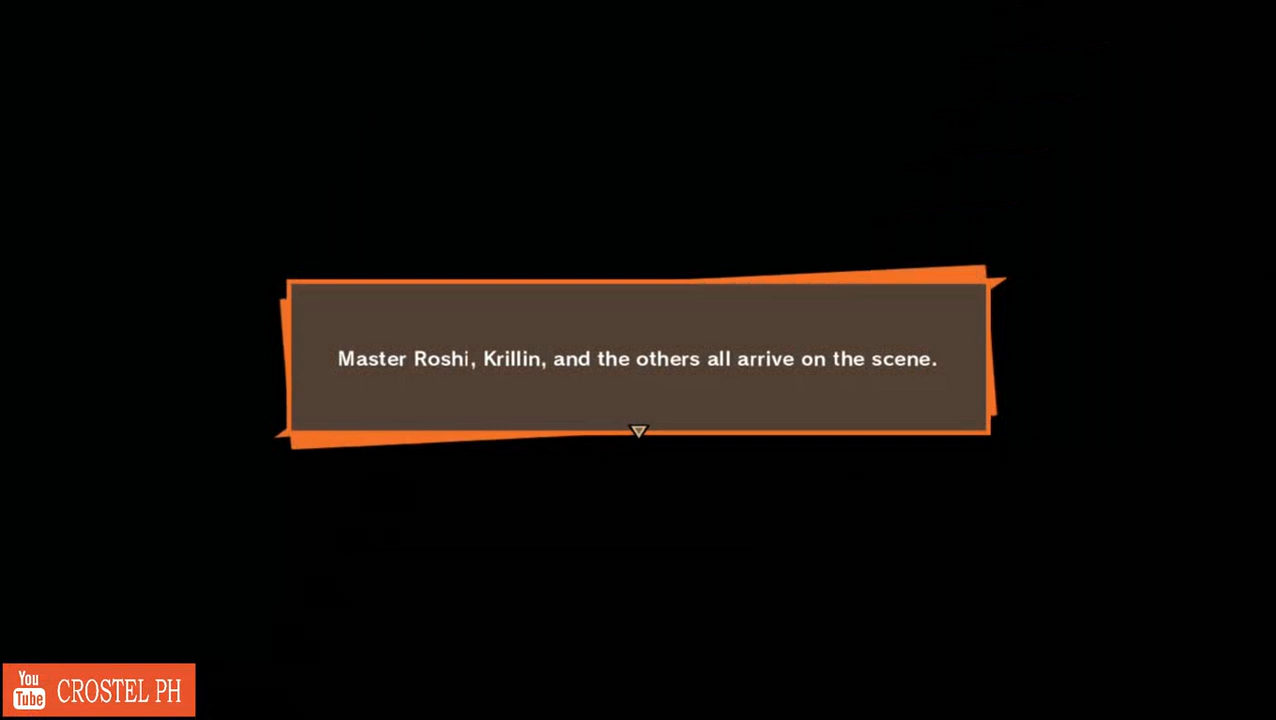 Master Roshi, Krillin, and the others all arrive on the scene.
You
Tube
CROSTEL PH